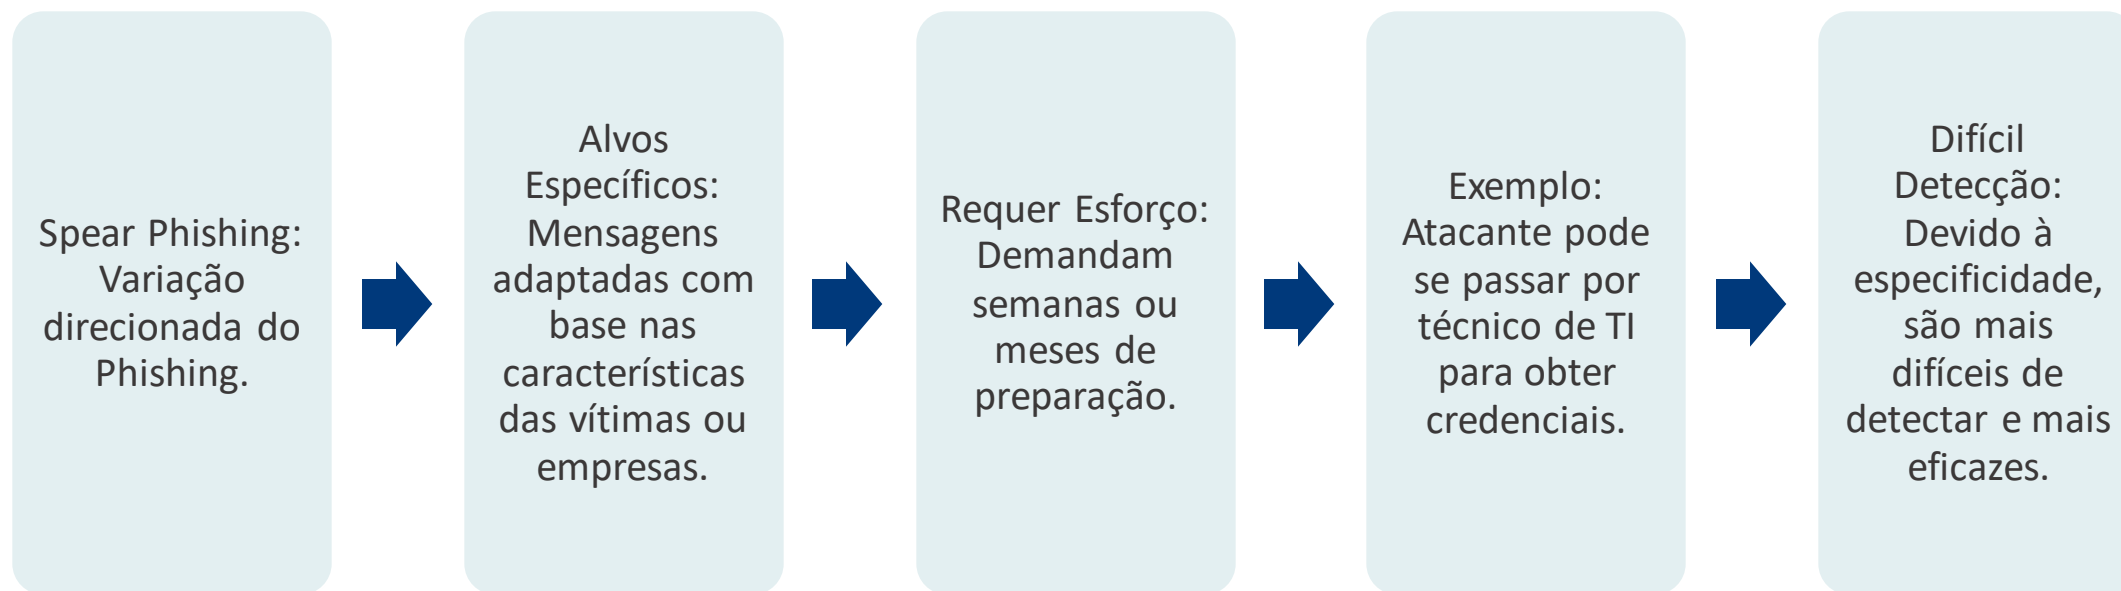 Spear Phishing:
Variação
direcionada do
Phishing.
Alvos
Específicos:
Mensagens
adaptadas com
base nas
características
das vítimas ou
empresas.
Requer Esforço:
Demandam
semanas ou
meses de
preparação.
Exemplo:
Atacante pode
se passar por
técnico de TI
para obter
credenciais.
Difícil
Detecção:
Devido à
especificidade,
são mais
difíceis de
detectar e mais
eficazes.